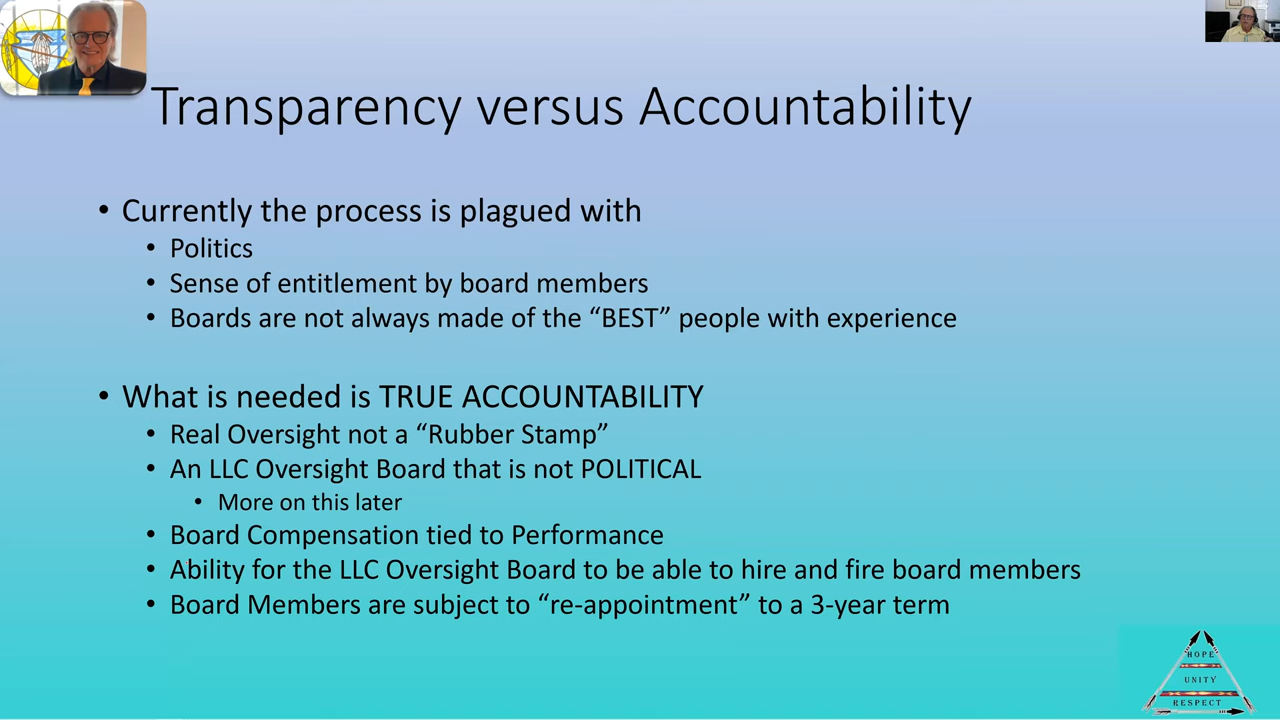 Transparency versus Accountability
• Currently the process is plagued with
• Politics
• Sense of entitlement by board members
• Boards are not always made of the “BEST” people with experience
• What is needed is TRUE ACCOUNTABILITY
• Real Oversight not a “Rubber Stamp”
• An LLC Oversight Board that is not POLITICAL
• More on this later
• Board Compensation tied to Performance
• Ability for the LLC Oversight Board to be able to hire and fire board members
• Board Members are subject to “re-appointment” to a 3-year term
HOPE
UNITY
RESPECT